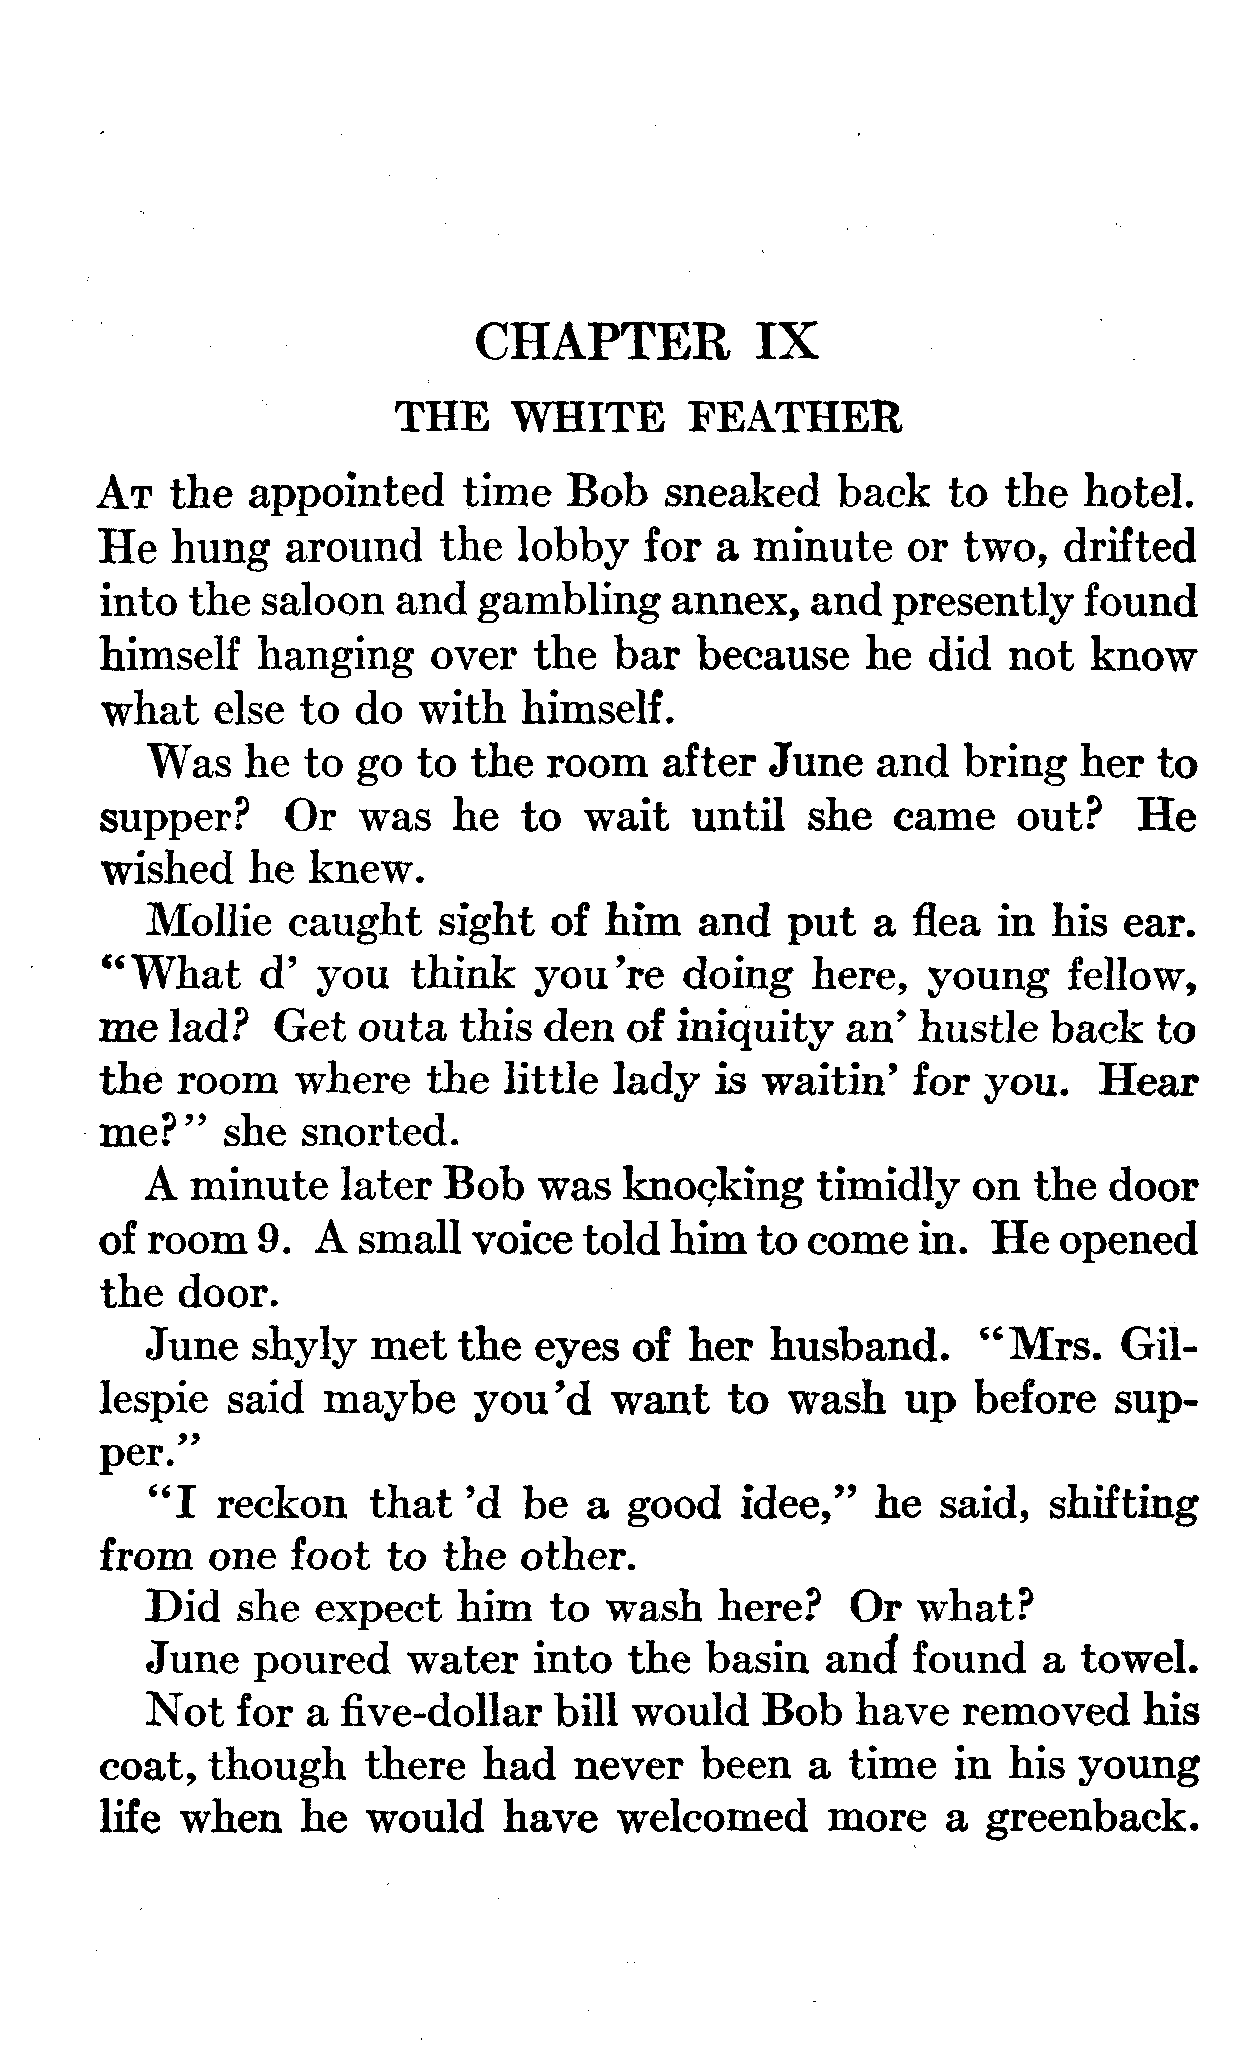 CHAPTER IX
THE WHITE FEATHER
AT the appointed time Bob sneaked back to the hotel.
He hung around the lobby for a minute or two, drifted
into the saloon and gambling annex, and presently found
himself hanging over the bar because he did not know
what else to do with himself.
Was he to go to the room after June and bring her to
supper? Or was he to wait until she came out? He
wished he knew.
Mollie caught sight of him and put a flea in his ear.
“What d' you think you're doing here, young fellow,
me lad? Get outa this den of iniquity an' hustle back to
the room where the little lady is waitin' for you. Hear
me?” she snorted.
A minute later Bob was knocking timidly on the door
of room 9. A small voice told him to come in. He opened
the door.
June shyly met the eyes of her husband. “Mrs. Gil-
lespie said maybe you'd want to wash up before sup-
per.”
“I reckon that 'd be a good idee,” he said, shifting
from one foot to the other.
Did she expect him to wash here? Or what?
June poured water into the basin and found a towel.
Not for a five-dollar bill would Bob have removed his
coat, though there had never been a time in his young
life when he would have welcomed more a greenback.